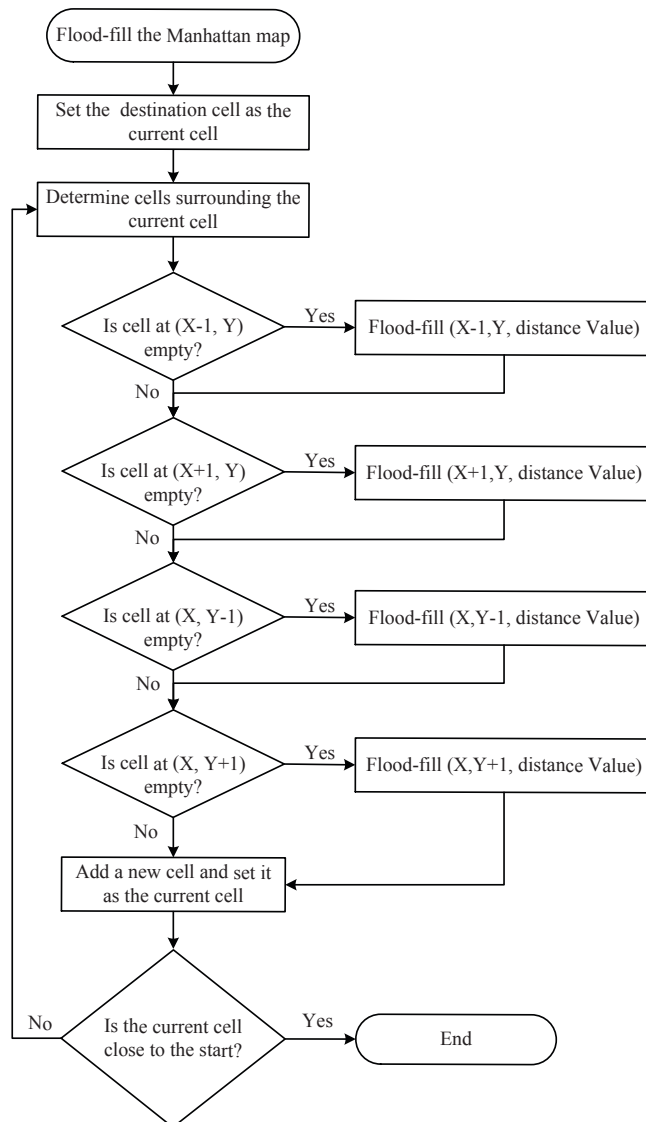 Flood-fill the Manhattan map
Set the destination cell as the
current cell
Determine cells surrounding the
current cell
Is cell at (X-1, Y)
empty?
Yes
Flood-fill (X-1,Y, distance Value)
No
Is cell at (X+1, Y)
empty?
Yes
Flood-fill (X+1,Y, distance Value)
No
Is cell at (X, Y-1)
empty?
Yes
Flood-fill (X,Y-1, distance Value)
No
Is cell at (X, Y+1)
empty?
Yes
Flood-fill (X,Y+1, distance Value)
No
Add a new cell and set it
as the current cell
No
Is the current cell
close to the start?
Yes
End